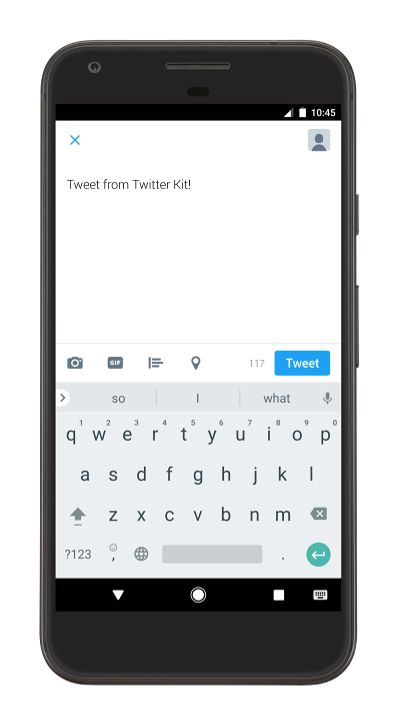 10:45
Tweet from Twitter Kit!
GIF
117 Tweet
so I what
1 2 3 4 5 6 7 8 9 0
q w e r t y u i o p
a s d f g h j k l
z x c v b n m
?123 , .